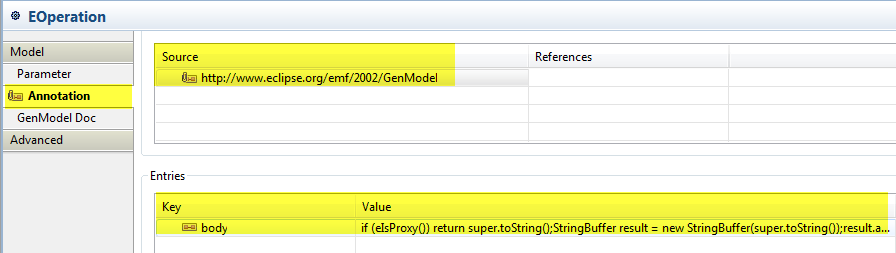 EOperation
Model
Parameter
Annotation
GenModel Doc
Advanced
Source References
http://www.eclipse.org/emf/2002/GenModel
Entries
Key Value
body if (eIsProxy()) return super.toString();StringBuffer result = new StringBuffer(super.toString());result.a...